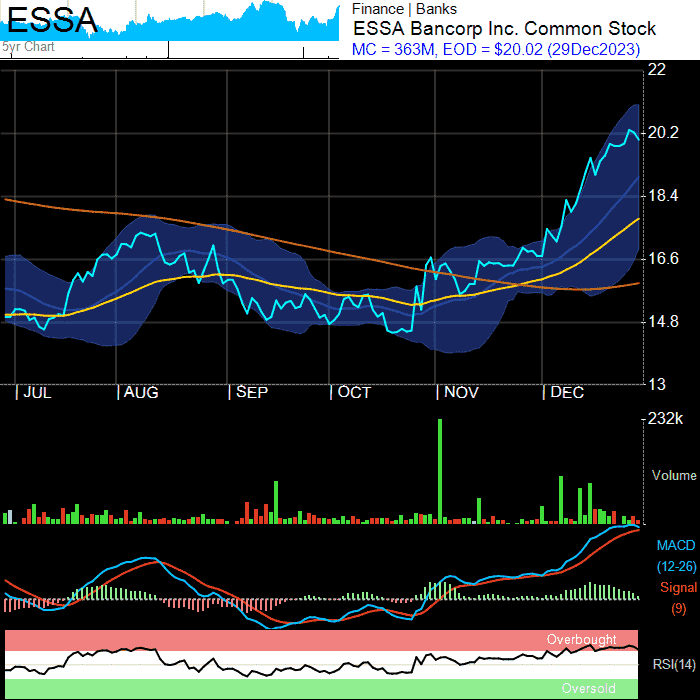 ESSA
5yr Chart
Finance | Banks
ESSA Bancorp Inc. Common Stock
MC = 363M, EOD = $20.02 (29Dec2023)
22
20.2
18.4
16.6
14.8
13
JUL AUG SEP OCT NOV DEC
232k
Volume
MACD
(12-26)
Signal
(9)
Overbought
RSI(14)
Oversold